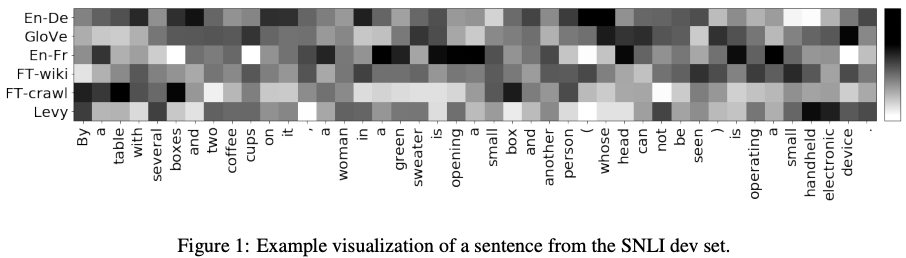 En-De
GloVe
En-Fr
FT-wiki
FT-crawl
Levy
By a table with several boxes and two coffee cups on it , a woman in a green sweater is opening a small box and another person ( whose head can not be seen ) is operating a small handheld electronic device .
Figure 1: Example visualization of a sentence from the SNLI dev set.